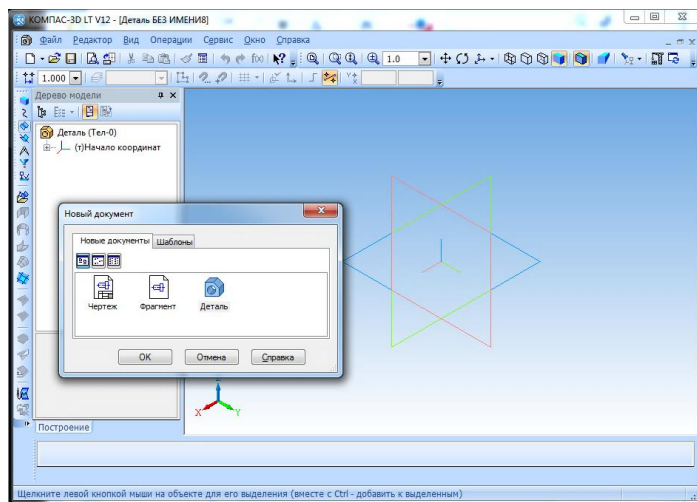 КОМПАС-3D LT V12 - [Деталь БЕЗ ИМЕНИ8]
Файл Редактор Вид Операции Сервис Окно Справка
1.0
1.000
Дерево модели
Деталь (Тел-0)
(т)Начало координат
Новый документ
Новые документы Шаблоны
Чертеж Фрагмент Деталь
OK Отмена Справка
Z
X Y
Построение
Щелкните левой кнопкой мыши на объекте для его выделения (вместе с Ctrl - добавить к выделенным)